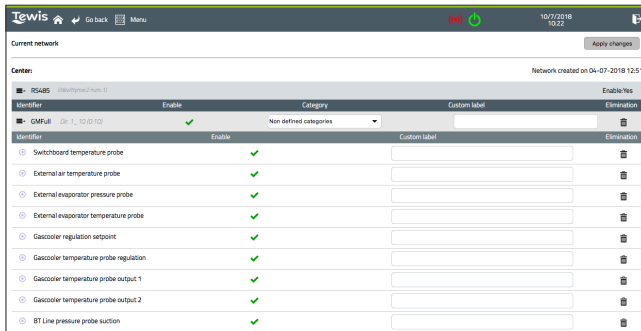 Tewis Go back Menu 10/7/2018
10:22
Current network Apply changes
Center: Network created on 04-07-2018 12:51
RS485 Enable:Yes
Identifier Enable Category Custom label Elimination
GMFull Dir 1_10 (0.10) Non defined categories
Identifier Enable Custom label Elimination
Switchboard temperature probe
External air temperature probe
External evaporator pressure probe
External evaporator temperature probe
Gascooler regulation setpoint
Gascooler temperature probe regulation
Gascooler temperature probe output 1
Gascooler temperature probe output 2
BT Line pressure probe suction